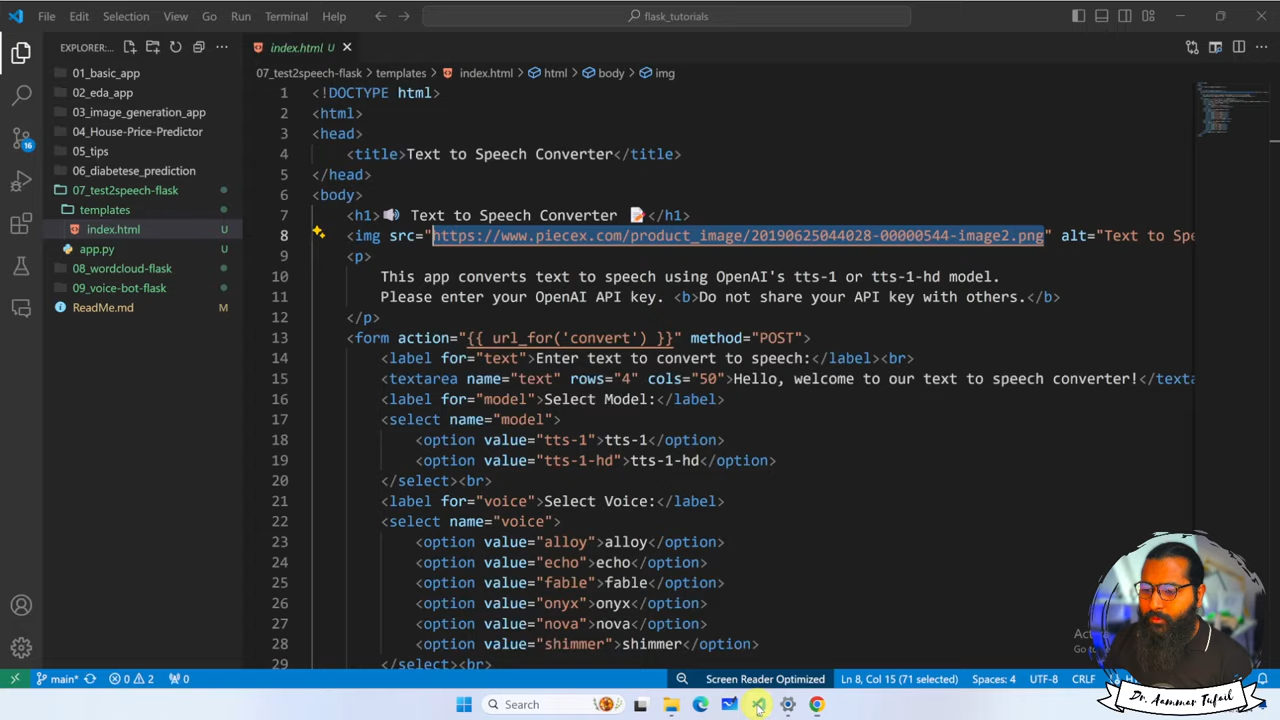 File Edit Selection View Go Run Terminal Help flask_tutorials
EXPLORER:...
index.html U
07_test2speech-flask > templates > index.html > html > body > img
01_basic_app
02_eda_app
03_image_generation_app
04_House-Price-Predictor
05_tips
06_diabetese_prediction
07_test2speech-flask
templates
index.html U
app.py U
08_wordcloud-flask
09_voice-bot-flask
ReadMe.md M
16
1 <!DOCTYPE html>
2 <html>
3 <head>
4 <title>Text to Speech Converter</title>
5 </head>
6 <body>
7 <h1>🔊 Text to Speech Converter 📝</h1>
8 <img src="https://www.piecex.com/product_image/20190625044028-00000544-image2.png" alt="Text to Spe
9 <p>
10 This app converts text to speech using OpenAI's tts-1 or tts-1-hd model.
11 Please enter your OpenAI API key. <b>Do not share your API key with others.</b>
12 </p>
13 <form action="{{ url_for('convert') }}" method="POST">
14 <label for="text">Enter text to convert to speech:</label><br>
15 <textarea name="text" rows="4" cols="50">Hello, welcome to our text to speech converter!</texta
16 <label for="model">Select Model:</label>
17 <select name="model">
18 <option value="tts-1">tts-1</option>
19 <option value="tts-1-hd">tts-1-hd</option>
20 </select><br>
21 <label for="voice">Select Voice:</label>
22 <select name="voice">
23 <option value="alloy">alloy</option>
24 <option value="echo">echo</option>
25 <option value="fable">fable</option>
26 <option value="onyx">onyx</option>
27 <option value="nova">nova</option>
28 <option value="shimmer">shimmer</option>
29 </select><br>
Dr. Aammar Tufail
main* 0 2 0 Screen Reader Optimized Ln 8, Col 15 (71 selected) Spaces: 4 UTF-8 CRLF
Search